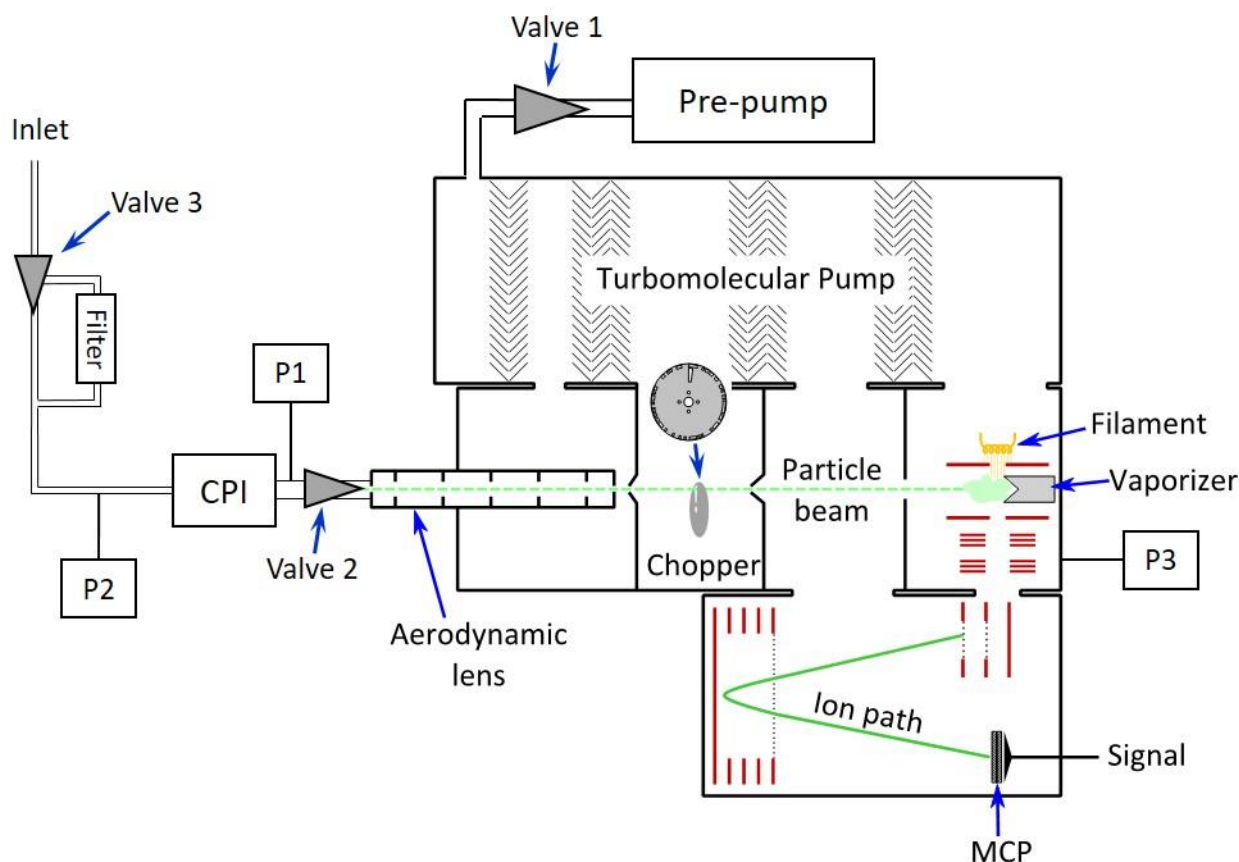 Valve 1
Pre-pump
Inlet
Valve 3
Turbomolecular Pump
Filter
P1
Filament
Particle
beam
Vaporizer
CPI
Valve 2
Chopper
P2
P3
Aerodynamic
lens
Ion path
Signal
MCP